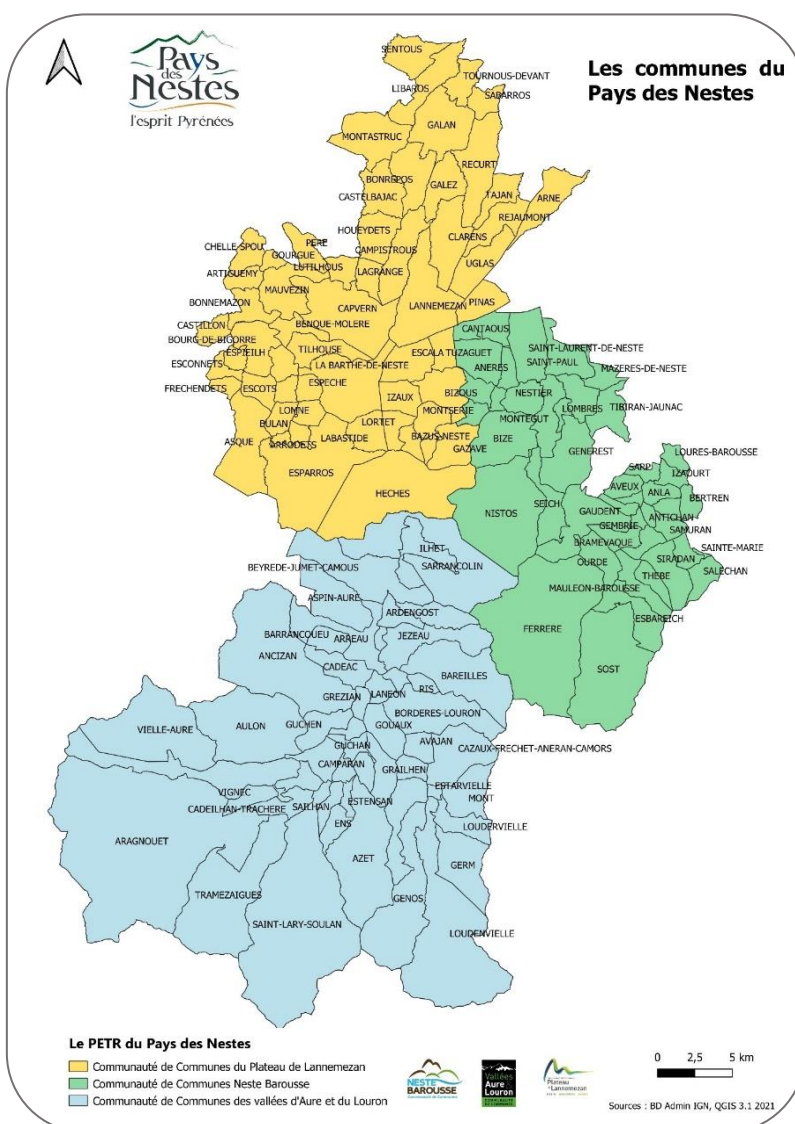 Pays
des
Nestes
l'esprit Pyrénées
Les communes du
Pays des Nestes
SENTOUS
TOURNOUS-DEVANT
LIBAROS
SABARROS
GALAN
MONTASTRUC
RECURT
BONREPOS
GALEZ
CASTELBAJAC
TAJAN
ARNE
REJAUMONT
HOUEYDETS
CLARENS
PERE
CHELLE-SPOU
GOURGUE
CAMPISTROUS
UGLAS
LUTILHOUS
ARTIGUEMY
LAGRANGE
MAUVEZIN
BONNEMAZON
CAPVERN
LANNEMEZAN
PINAS
CASTILLON
BENQUE-MOLERE
CANTAOUS
BOURG-DE-BIGORRE
SAINT-LAURENT-DE-NESTE
ESPIEILH
TILHOUSE
ESCALA
TUZAGUET
SAINT-PAUL
ESCONNETS
LA BARTHE-DE-NESTE
ANERES
MAZERES-DE-NESTE
FRECHENDETS
ESCOTS
ESPECHE
IZAUX
BIZOUS
NESTIER
LOMNE
MONTSERIE
LOMBRES
TIBIRAN-JAUNAC
BULAN
LORTET
MONTEGUT
ASQUE
ARRODETS
LABASTIDE
BAZUS-NESTE
BIZE
GAZAVE
GENEREST
LOURES-BAROUSSE
ESPARROS
SARP
IZAOURT
HECHES
AVEUX
ANLA
BERTREN
NISTOS
SEICH
GAUDENT
ANTICHAN
GEMBRIE
SAMURAN
BRAMEVAQUE
SAINTE-MARIE
ILHET
OURDE
SIRADAN
BEYREDE-JUMET-CAMOUS
SARRANCOLIN
THEBE
SALECHAN
MAULEON-BAROUSSE
ASPIN-AURE
ARDENGOST
ESBAREICH
FERRERE
BARRANCQUEU
ARREAU
JEZEAU
ANCIZAN
CADEAC
SOST
BAREILLES
GREZIAN
LANEON
RIS
VIELLE-AURE
AULON
GUCHEN
GOUAUX
BORDERES-LOURON
GUCHAN
AVAJAN
CAZAUX-FRECHET-ANERAN-CAMORS
CAMPARAN
GRAILHEN
VIGNEC
ESTARVIELLE
CADEILHAN-TRACHERE
SAILHAN
ESTENSAN
MONT
ENS
LOUDERVIELLE
ARAGNOUET
AZET
GERM
TRAMEZAIGUES
GENOS
SAINT-LARY-SOULAN
LOUDENVIELLE
Le PETR du Pays des Nestes
Communauté de Communes du Plateau de Lannemezan
Communauté de Communes Neste Barousse
Communauté de Communes des vallées d'Aure et du Louron
NESTE
BAROUSSE
Vallées
Aure
Louron
Plateau
de Lannemezan
0 2,5 5 km
Sources : BD Admin IGN, QGIS 3.1 2021